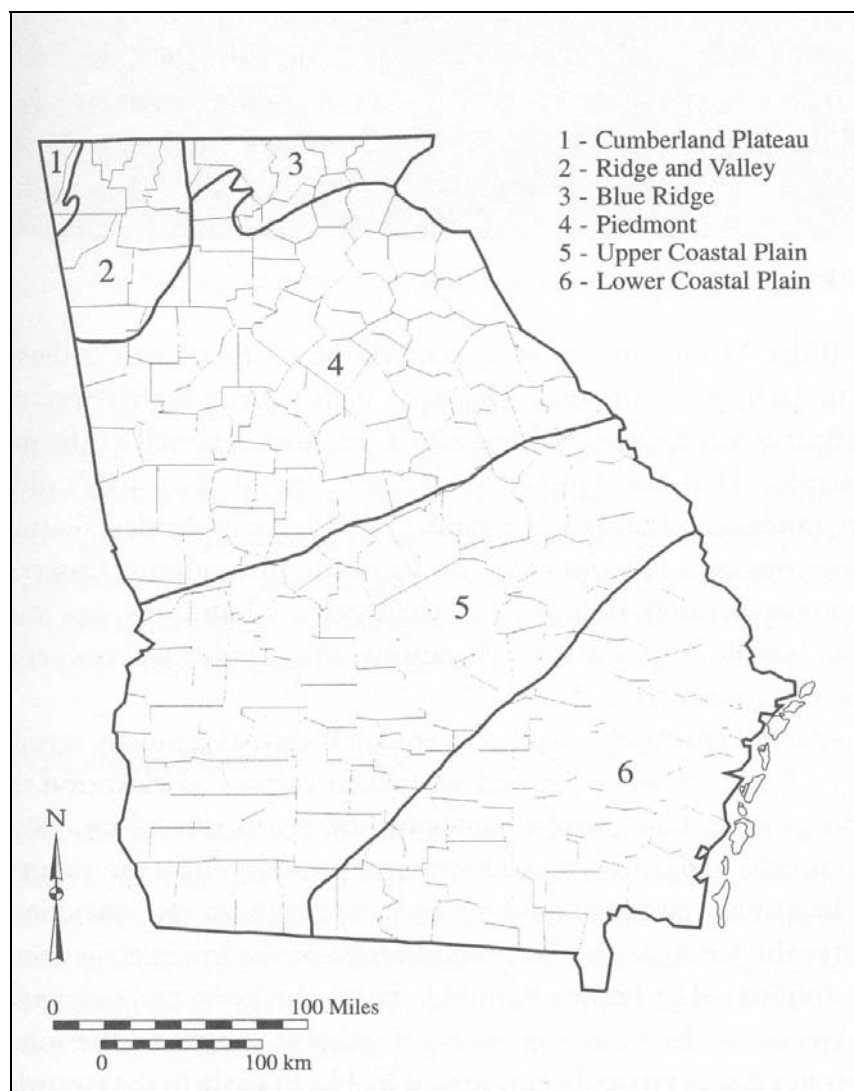 1 - Cumberland Plateau
2 - Ridge and Valley
3 - Blue Ridge
4 - Piedmont
5 - Upper Coastal Plain
6 - Lower Coastal Plain
1
3
2
4
5
6
N
0 100 Miles
0 100 km